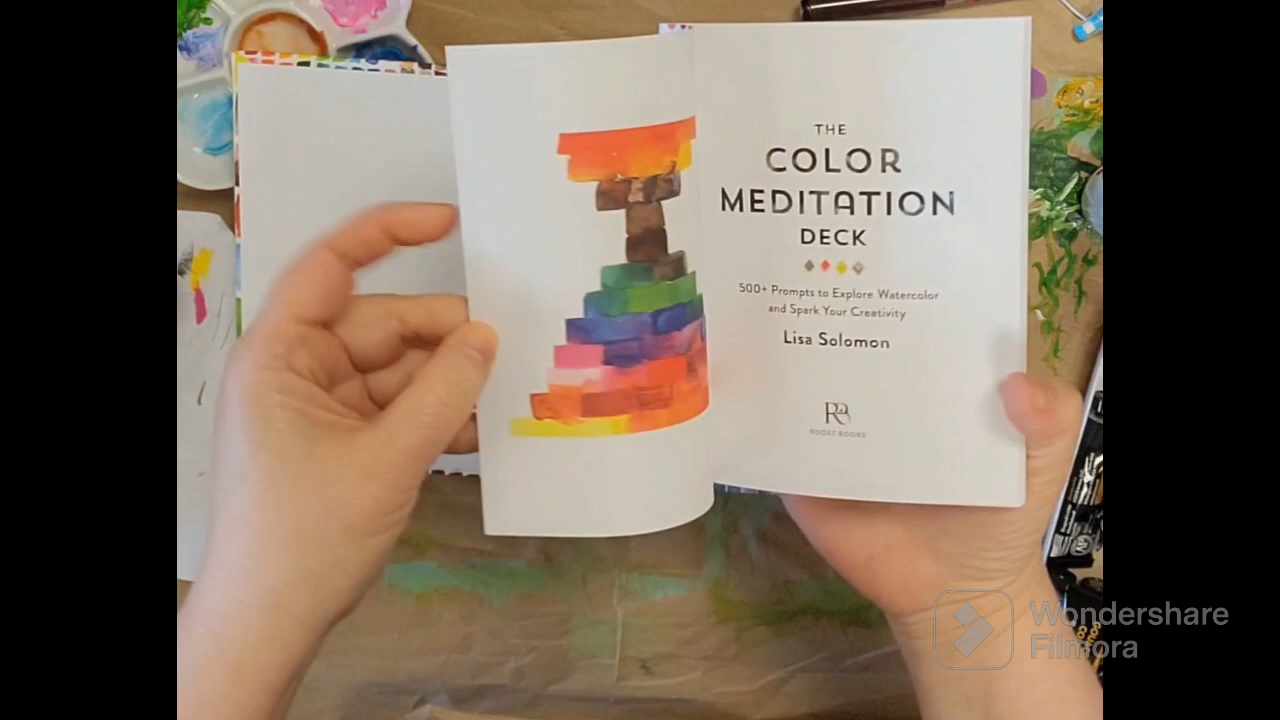 THE
COLOR
MEDITATION
DECK
500+ Prompts to Explore Watercolor
and Spark Your Creativity
Lisa Solomon
RB
ROOST BOOKS
Wondershare
Filmora